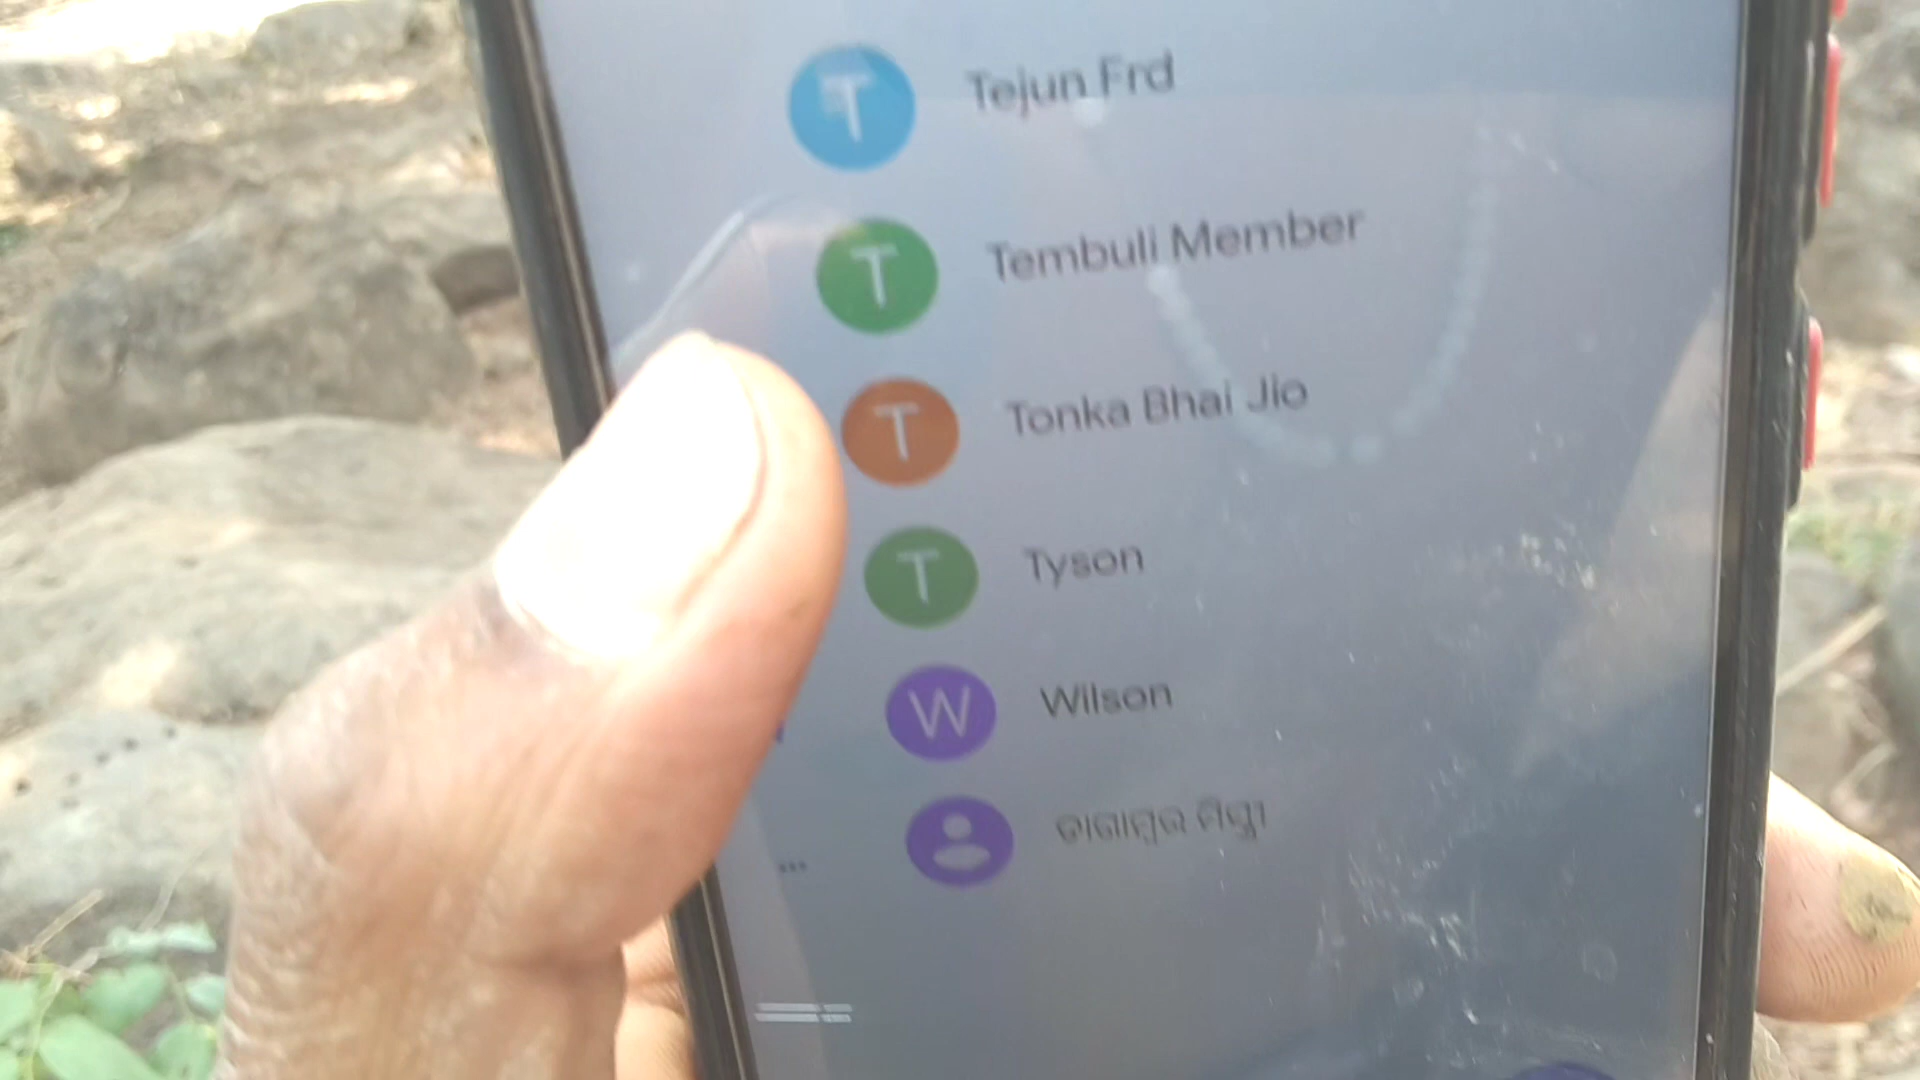 T Tejun Frd
T Tembuli Member
T Tonka Bhai Jio
T Tyson
W Wilson
...